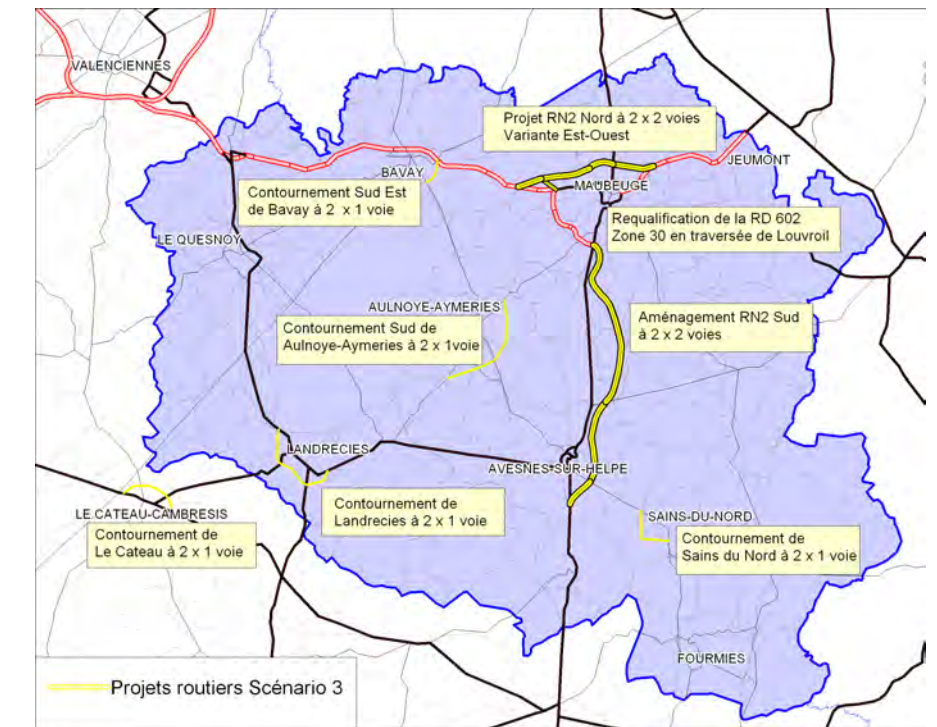 VALENCIENNES
Projet RN2 Nord à 2 x 2 voies
Variante Est-Ouest
JEUMONT
BAVAY
MAUBEUGE
Contournement Sud Est
de Bavay à 2 x 1 voie
Requalification de la RD 602
Zone 30 en traversée de Louvroil
LE QUESNOY
AULNOYE-AYMERIES
Contournement Sud de
Aulnoye-Aymeries à 2 x 1voie
Aménagement RN2 Sud
à 2 x 2 voies
LANDRECIES
AVESNES-SUR-HELPE
Contournement de
Landrecies à 2 x 1 voie
LE CATEAU-CAMBRESIS
Contournement de
Le Cateau à 2 x 1 voie
SAINS-DU-NORD
Contournement de
Sains du Nord à 2 x 1 voie
FOURMIES
Projets routiers Scénario 3